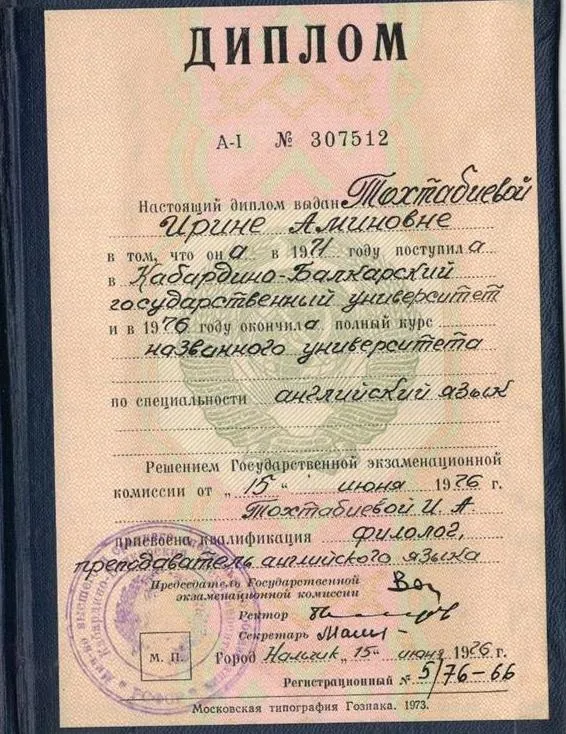 ДИПЛОМ
А-I № 307512
Настоящий диплом выдан Тохтабиевой
Ирине Аминовне
в том, что она в 1971 году поступила
в Кабардино-Балкарский
государственный университет
и в 1976 году окончила полный курс
названного университета
по специальности английский язык
Решением Государственной экзаменационной
комиссии от „15“ июня 1976 г.
Тохтабиевой И. А
присвоена квалификация филолог,
преподаватель английского языка
Председатель Государственной
экзаменационной комиссии
Ректор
Секретарь
М. П.
Город Нальчик „15“ июня 1976 г.
Регистрационный № 5/76-66
Московская типография Гознака. 1973.